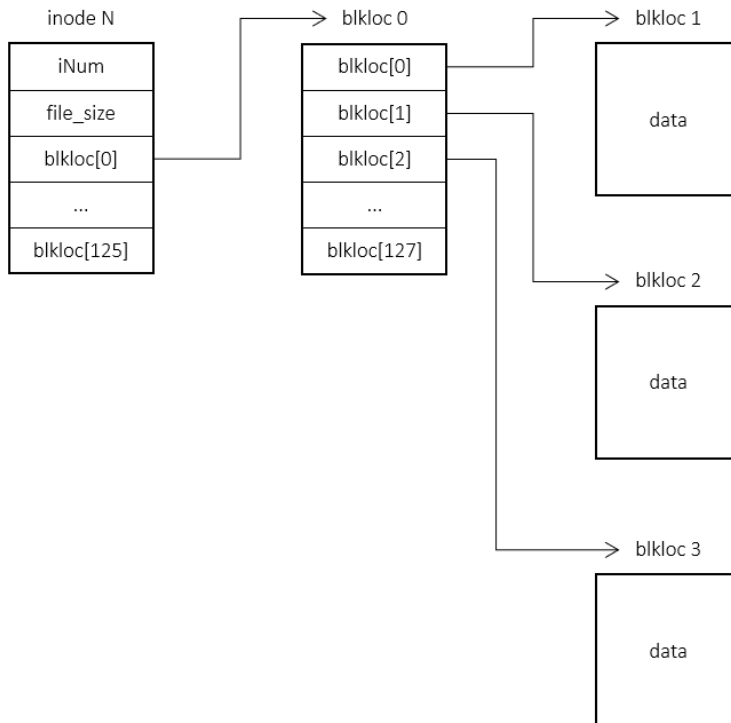 inode N
iNum
file_size
blkloc[0]
...
blkloc[125]
blkloc 0
blkloc[0]
blkloc[1]
blkloc[2]
...
blkloc[127]
blkloc 1
data
blkloc 2
data
blkloc 3
data